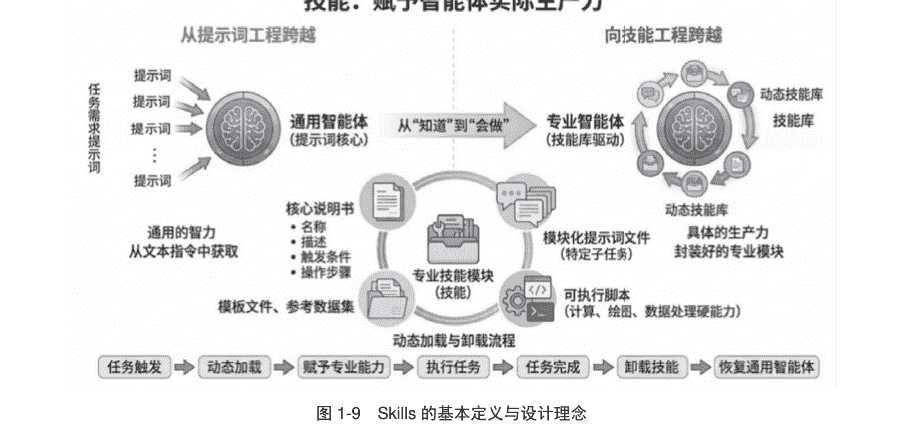 技能：赋予智能体实际生产力
从提示词工程跨越
向技能工程跨越
任务需求提示词
提示词
提示词
提示词
⋮
提示词
通用智能体
（提示词核心）
从“知道”到“会做”
专业智能体
（技能库驱动）
动态技能库
技能库
动态技能库
通用的智力
从文本指令中获取
核心说明书
• 名称
• 描述
• 触发条件
• 操作步骤
专业技能模块
（技能）
模块化提示词文件
（特定子任务）
具体的生产力
封装好的专业模块
模板文件、参考数据集
可执行脚本
（计算、绘图、数据处理硬能力）
动态加载与卸载流程
任务触发
动态加载
赋予专业能力
执行任务
任务完成
卸载技能
恢复通用智能体
图 1-9 Skills 的基本定义与设计理念